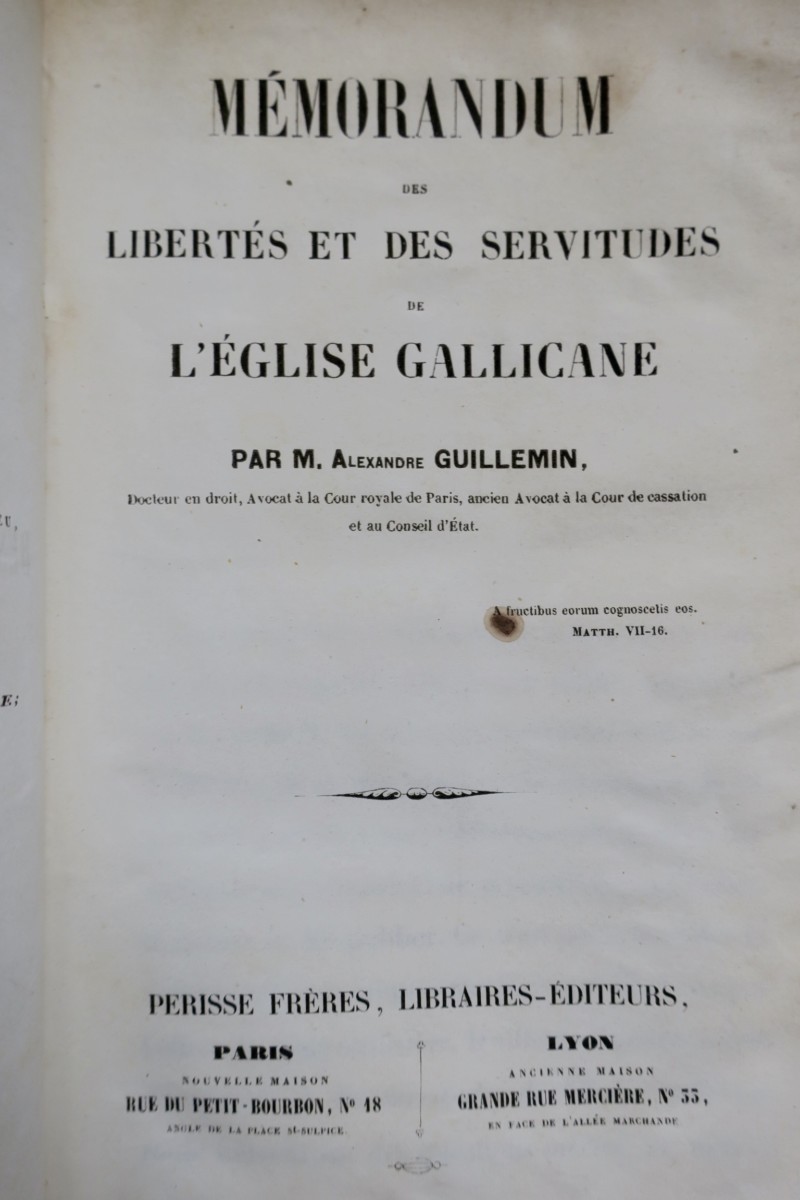 MÉMORANDUM
DES
LIBERTÉS ET DES SERVITUDES
DE
L'ÉGLISE GALLICANE
PAR M. ALEXANDRE GUILLEMIN,
Docteur en droit, Avocat à la Cour royale de Paris, ancien Avocat à la Cour de cassation
et au Conseil d'État.
A fructibus eorum cognoscetis eos.
MATTH. VII-16.
PERISSE FRÈRES, LIBRAIRES-ÉDITEURS,
PARIS
NOUVELLE MAISON
RUE DU PETIT-BOURBON, Nº 18
ANGLE DE LA PLACE St-SULPICE.
LYON
ANCIENNE MAISON
GRANDE RUE MERCIÈRE, Nº 33,
EN FACE DE L'ALLÉE MARCHANDE